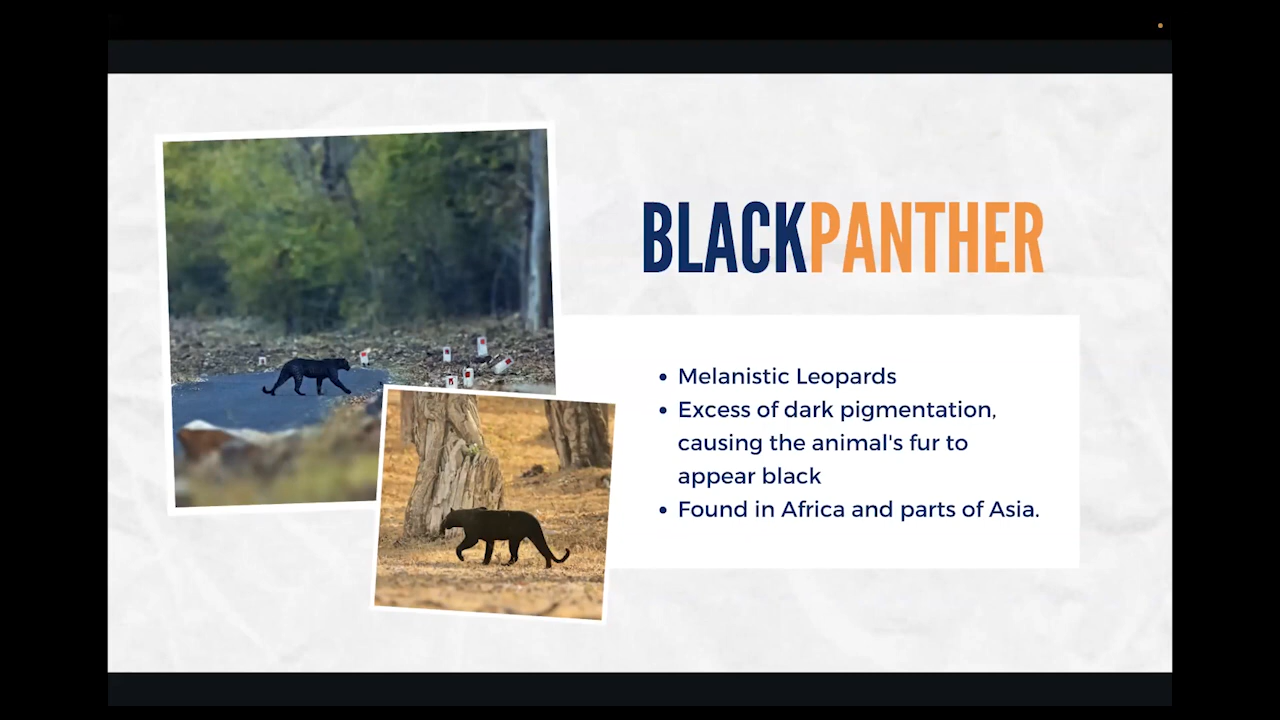 BLACKPANTHER
• Melanistic Leopards
• Excess of dark pigmentation,
causing the animal's fur to
appear black
• Found in Africa and parts of Asia.